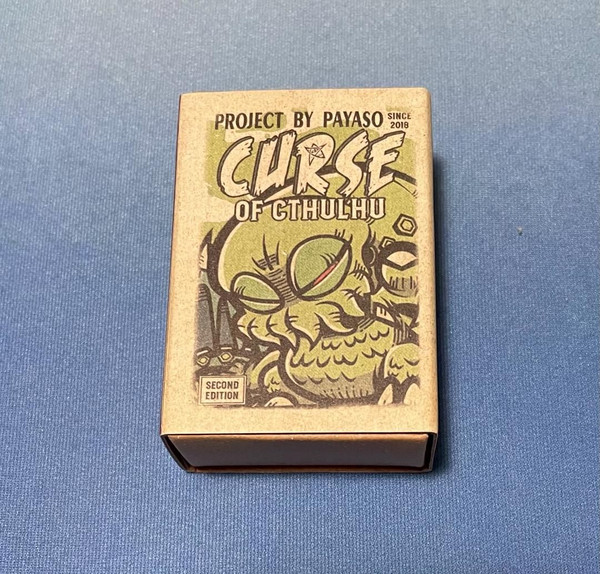 PROJECT BY PAYASO
SINCE
2018
CURSE
OF CTHULHU
SECOND
EDITION